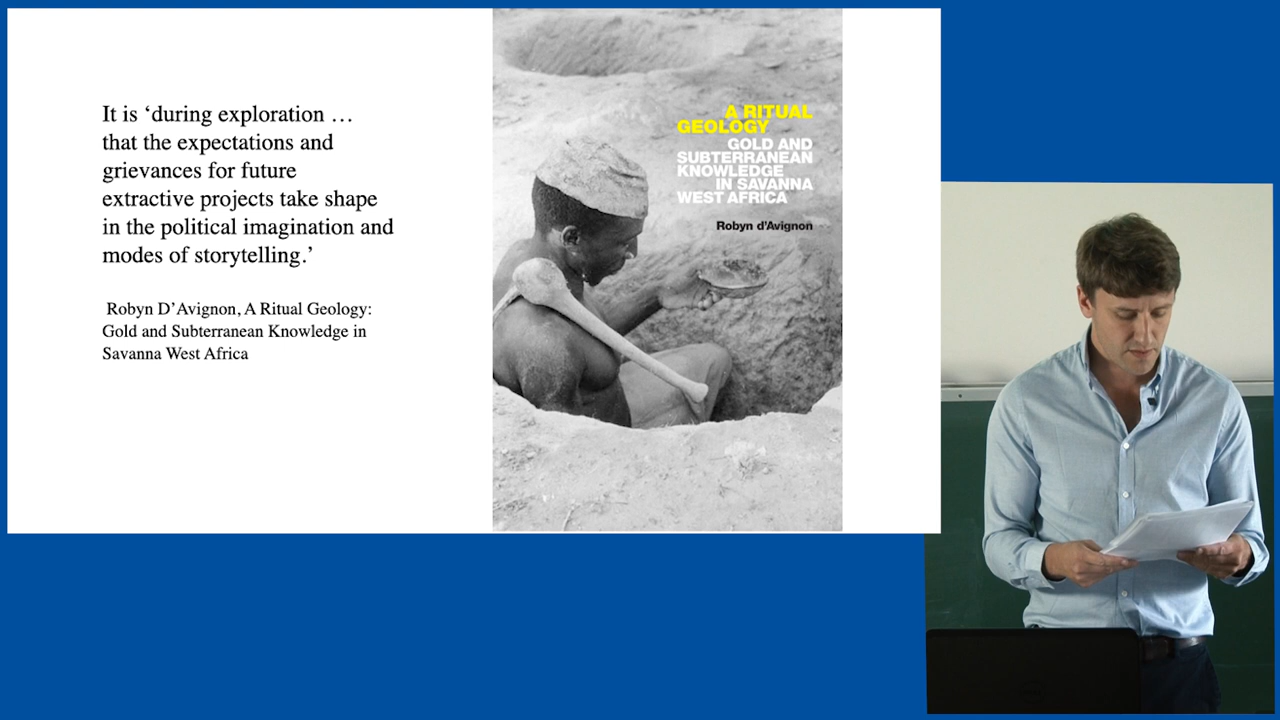 It is ‘during exploration …
that the expectations and
grievances for future
extractive projects take shape
in the political imagination and
modes of storytelling.’
Robyn D’Avignon, A Ritual Geology:
Gold and Subterranean Knowledge in
Savanna West Africa
A RITUAL
GEOLOGY
GOLD AND
SUBTERRANEAN
KNOWLEDGE
IN SAVANNA
WEST AFRICA
Robyn d’Avignon